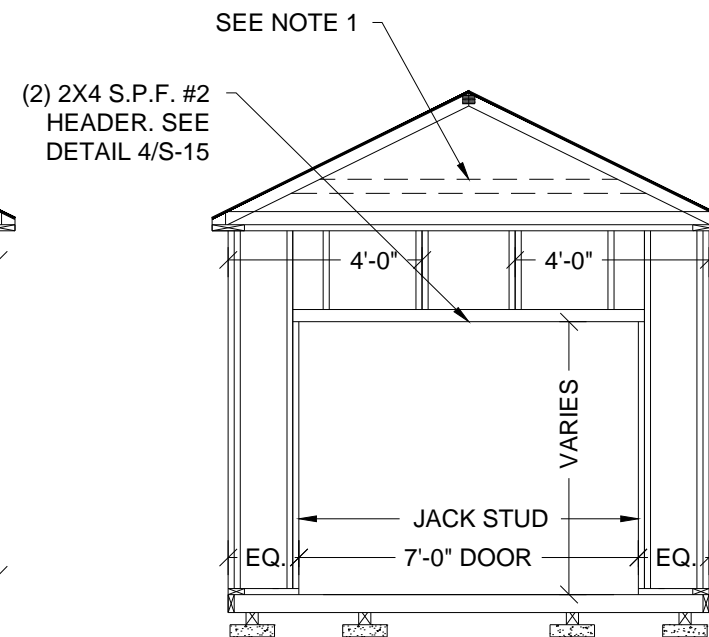 SEE NOTE 1
(2) 2X4 S.P.F. #2
HEADER. SEE
DETAIL 4/S-15
4'-0" 4'-0"
VARIES
JACK STUD
EQ. 7'-0" DOOR EQ.